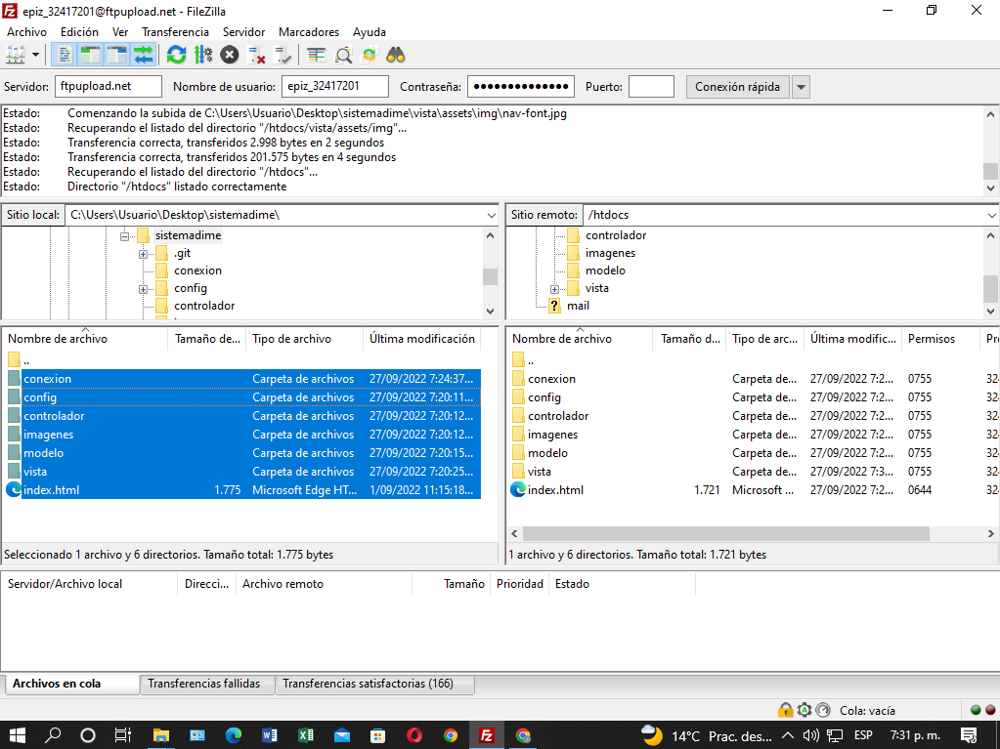 epiz_32417201@ftpupload.net - FileZilla
Archivo Edición Ver Transferencia Servidor Marcadores Ayuda
Servidor: ftpupload.net Nombre de usuario: epiz_32417201 Contraseña: ●●●●●●●●●●●●●● Puerto: Conexión rápida
Estado: Comenzando la subida de C:\Users\Usuario\Desktop\sistemadime\vista\assets\img\nav-font.jpg
Estado: Recuperando el listado del directorio "/htdocs/vista/assets/img"...
Estado: Transferencia correcta, transferidos 2.998 bytes en 2 segundos
Estado: Transferencia correcta, transferidos 201.575 bytes en 4 segundos
Estado: Recuperando el listado del directorio "/htdocs"...
Estado: Directorio "/htdocs" listado correctamente
Sitio local: C:\Users\Usuario\Desktop\sistemadime\
sistemadime
.git
conexion
config
controlador
Nombre de archivo Tamaño de... Tipo de archivo Última modificación
..
conexion Carpeta de archivos 27/09/2022 7:24:37...
config Carpeta de archivos 27/09/2022 7:20:11...
controlador Carpeta de archivos 27/09/2022 7:20:12...
imagenes Carpeta de archivos 27/09/2022 7:20:12...
modelo Carpeta de archivos 27/09/2022 7:20:15...
vista Carpeta de archivos 27/09/2022 7:20:25...
index.html 1.775 Microsoft Edge HT... 1/09/2022 11:15:18...
Seleccionado 1 archivo y 6 directorios. Tamaño total: 1.775 bytes
Sitio remoto: /htdocs
controlador
imagenes
modelo
vista
? mail
Nombre de archivo Tamaño d... Tipo de arc... Última modific... Permisos Pr
..
conexion Carpeta de... 27/09/2022 7:2... 0755 324
config Carpeta de... 27/09/2022 7:2... 0755 324
controlador Carpeta de... 27/09/2022 7:2... 0755 324
imagenes Carpeta de... 27/09/2022 7:2... 0755 324
modelo Carpeta de... 27/09/2022 7:2... 0755 324
vista Carpeta de... 27/09/2022 7:3... 0755 324
index.html 1.721 Microsoft ... 27/09/2022 7:2... 0644 324
1 archivo y 6 directorios. Tamaño total: 1.721 bytes
Servidor/Archivo local Direcci... Archivo remoto Tamaño Prioridad Estado
Archivos en cola Transferencias fallidas Transferencias satisfactorias (166)
Cola: vacía
14°C Prac. des... ESP 7:31 p. m.